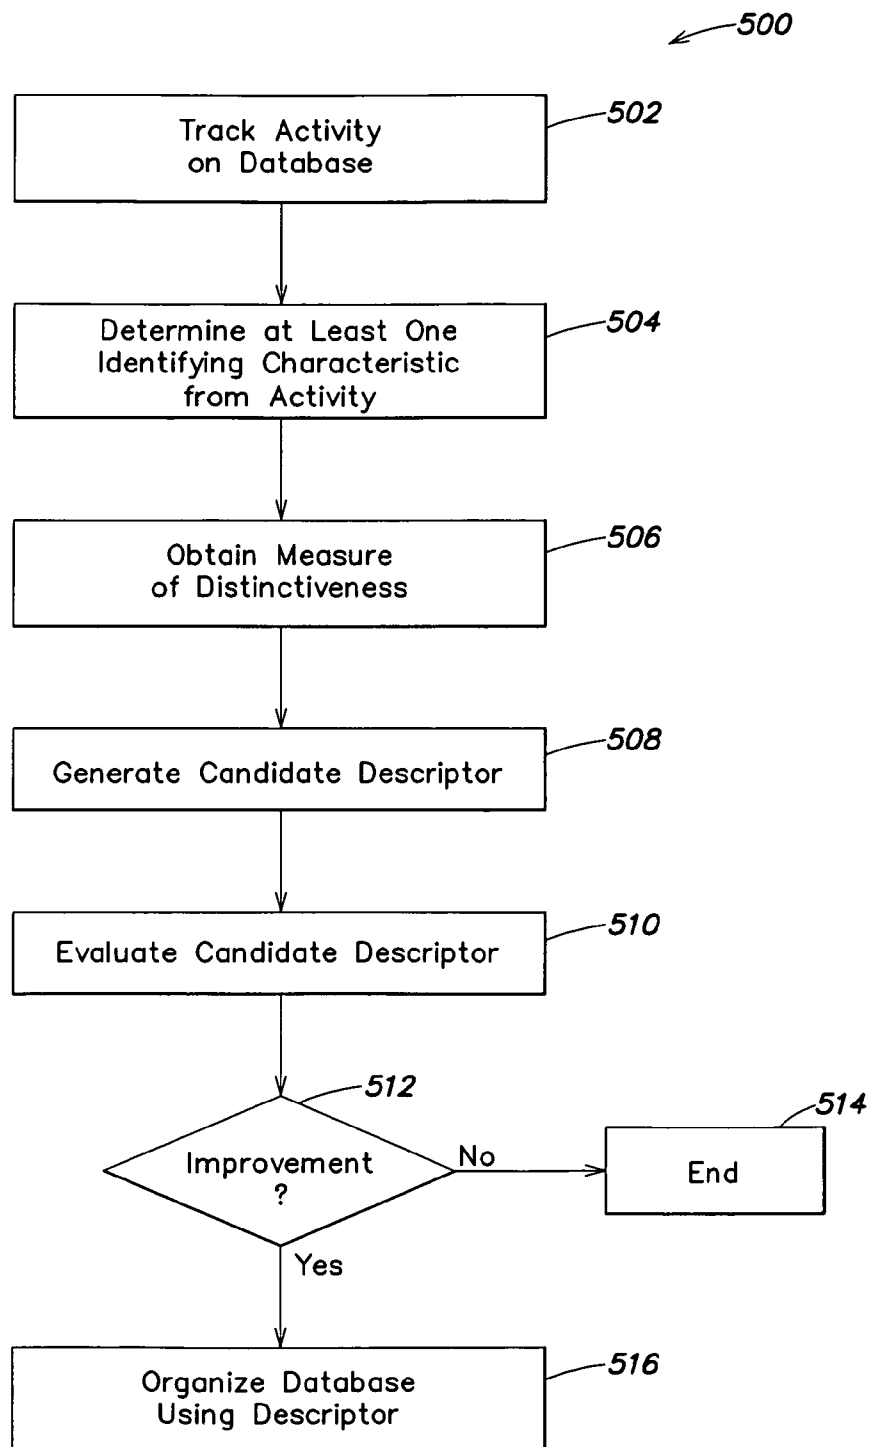 500
Track Activity
on Database
502
Determine at Least One
Identifying Characteristic
from Activity
504
Obtain Measure
of Distinctiveness
506
Generate Candidate Descriptor
508
Evaluate Candidate Descriptor
510
512
Improvement
?
No
514
End
Yes
Organize Database
Using Descriptor
516